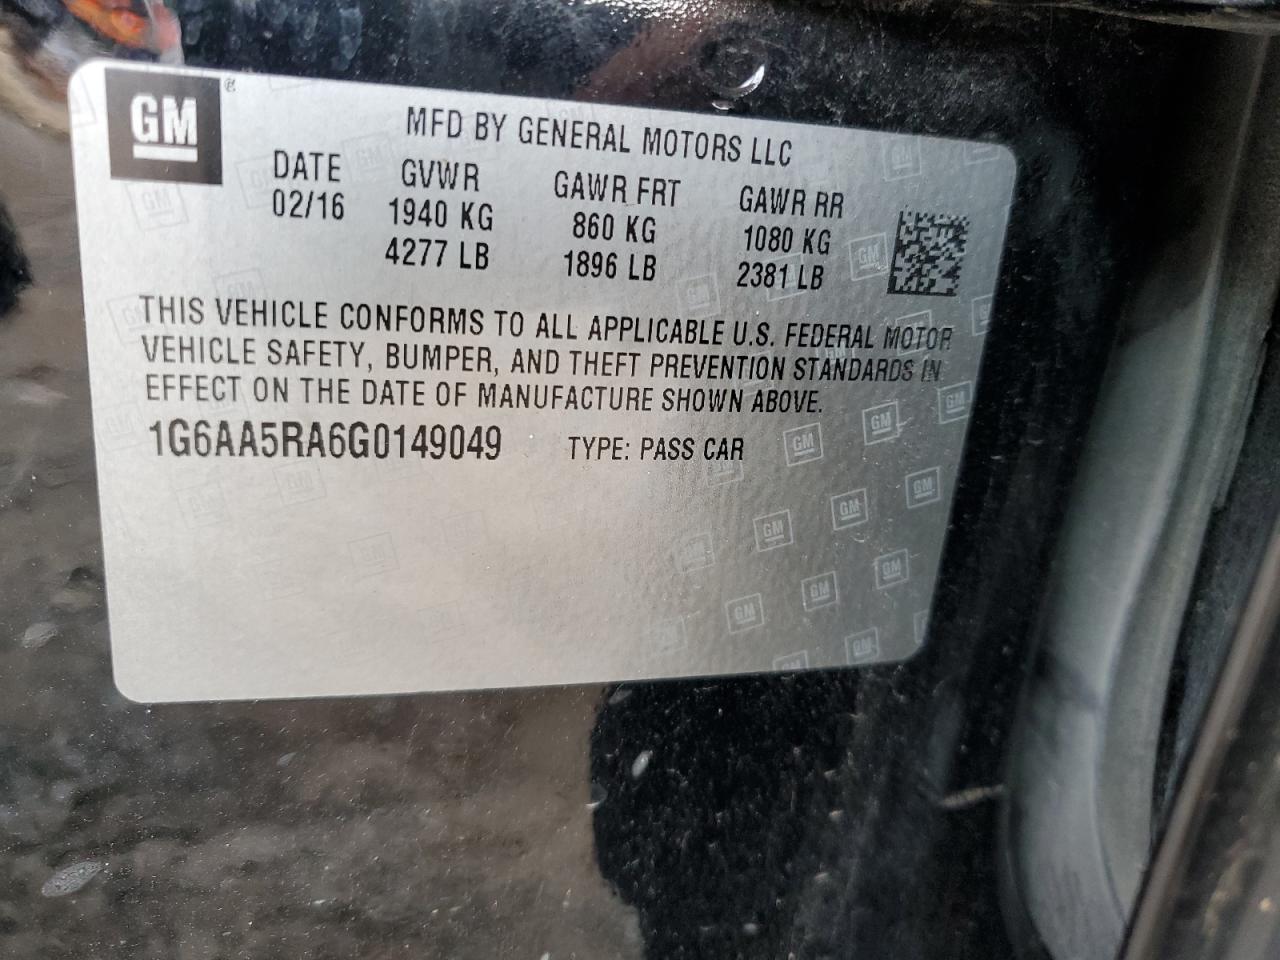 GM®
MFD BY GENERAL MOTORS LLC
DATE GVWR GAWR FRT GAWR RR
02/16 1940 KG 860 KG 1080 KG
4277 LB 1896 LB 2381 LB
THIS VEHICLE CONFORMS TO ALL APPLICABLE U.S. FEDERAL MOTOR
VEHICLE SAFETY, BUMPER, AND THEFT PREVENTION STANDARDS IN
EFFECT ON THE DATE OF MANUFACTURE SHOWN ABOVE.
1G6AA5RA6G0149049 TYPE: PASS CAR